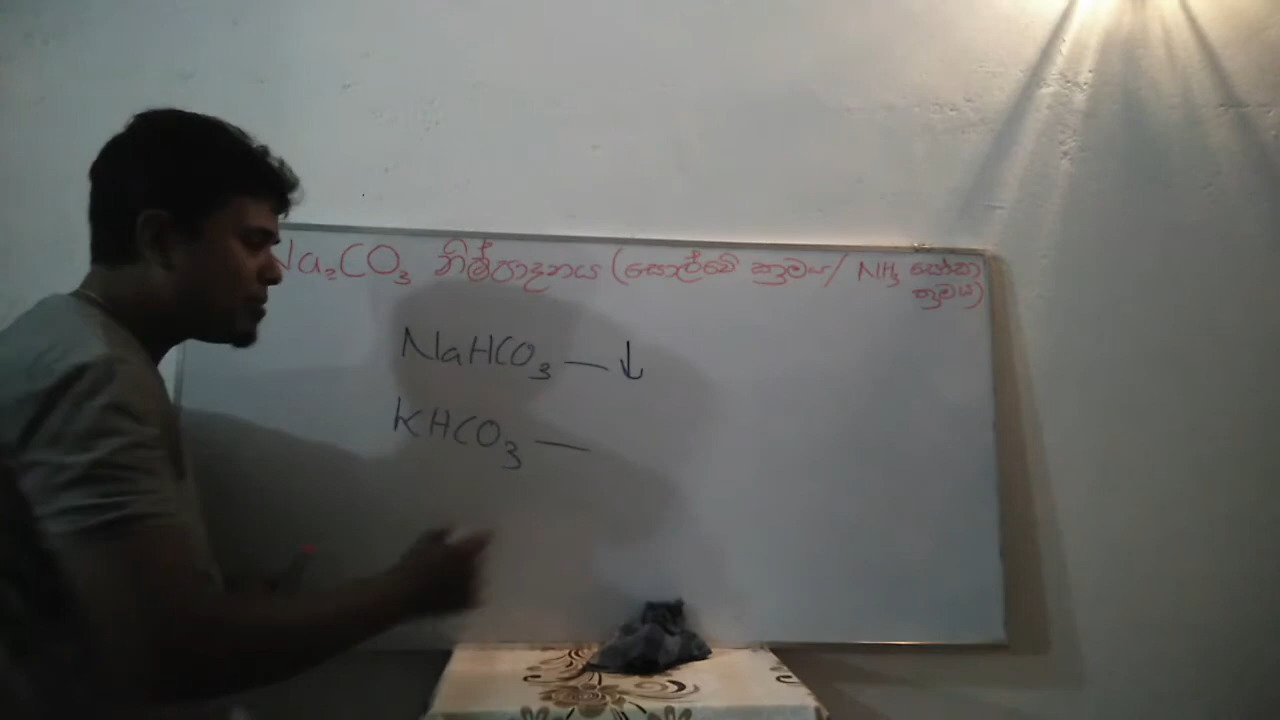 Na₂CO₃ නිෂ්පාදනය (සොල්වේ ක්‍රමය / NH₃ සෝඩා
ක්‍රමය)
NaHCO₃ — ↓
KHCO₃ —